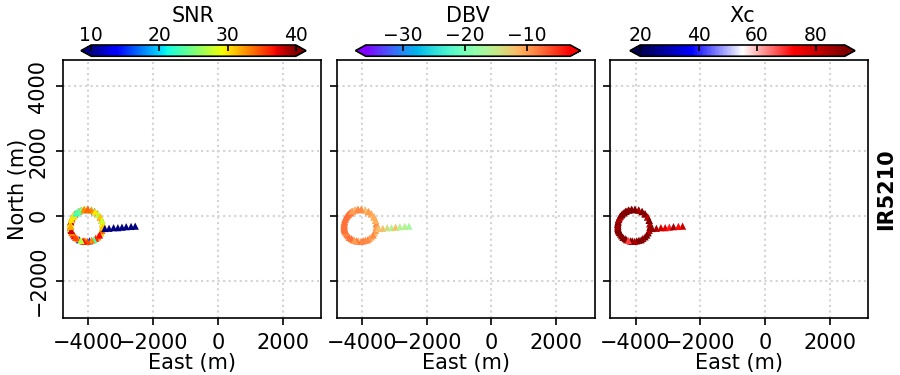 SNR DBV Xc
10 20 30 40 −30 −20 −10 20 40 60 80
4000
2000
0
−2000
North (m)
IR5210
−4000 −2000 0 2000 −4000 −2000 0 2000 −4000 −2000 0 2000
East (m) East (m) East (m)